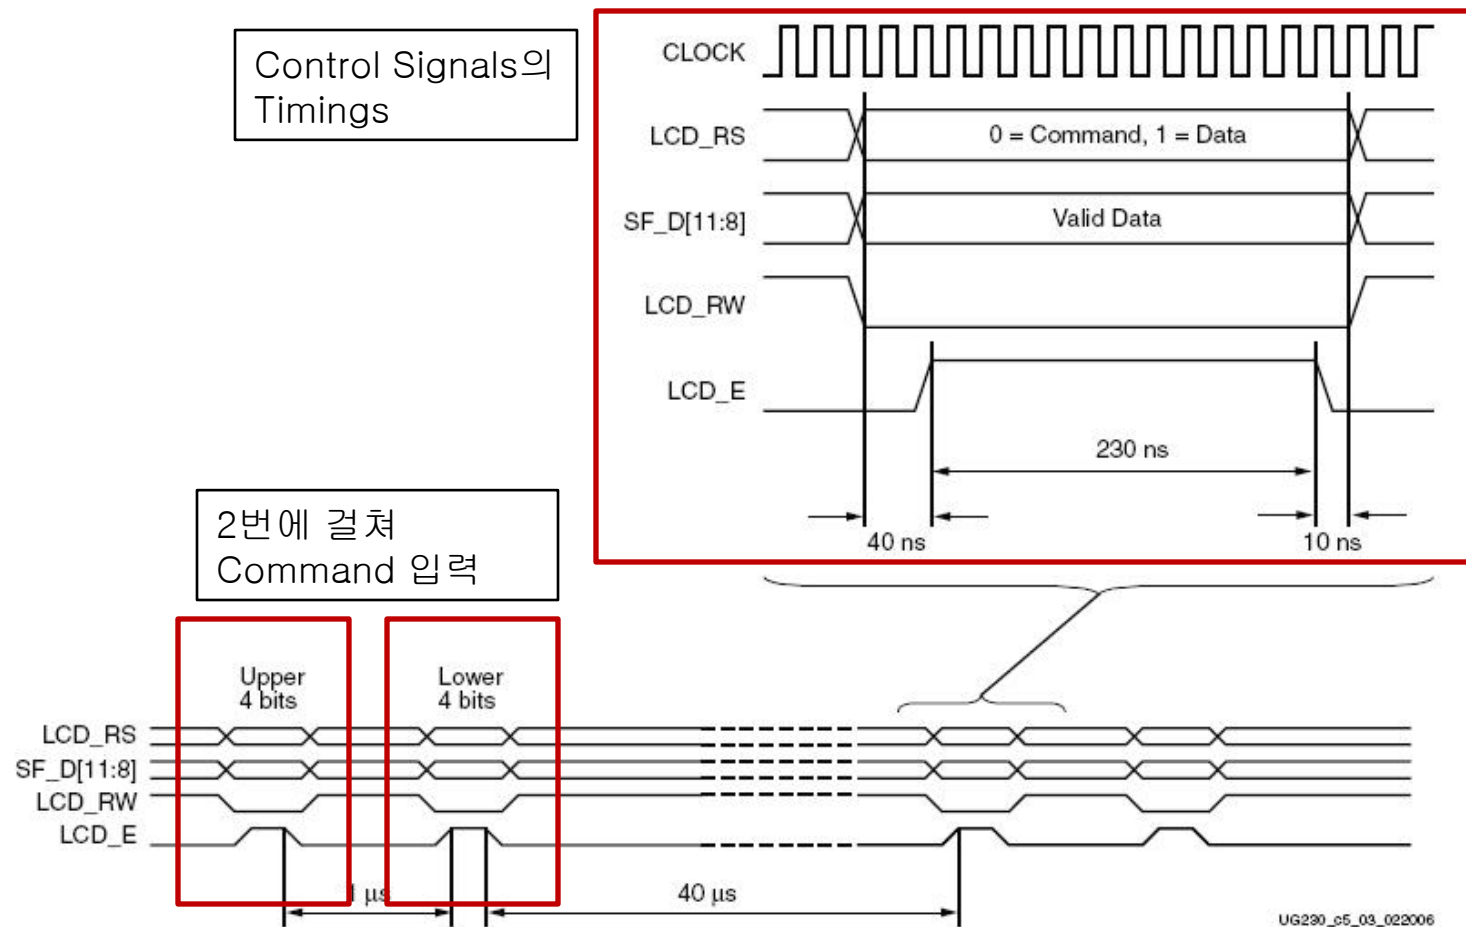 Control Signals의
Timings
CLOCK
LCD_RS
0 = Command, 1 = Data
SF_D[11:8]
Valid Data
LCD_RW
LCD_E
230 ns
40 ns
10 ns
2번에 걸쳐
Command 입력
Upper
4 bits
Lower
4 bits
LCD_RS
SF_D[11:8]
LCD_RW
LCD_E
1 μs
40 μs
UG230_c5_03_022006